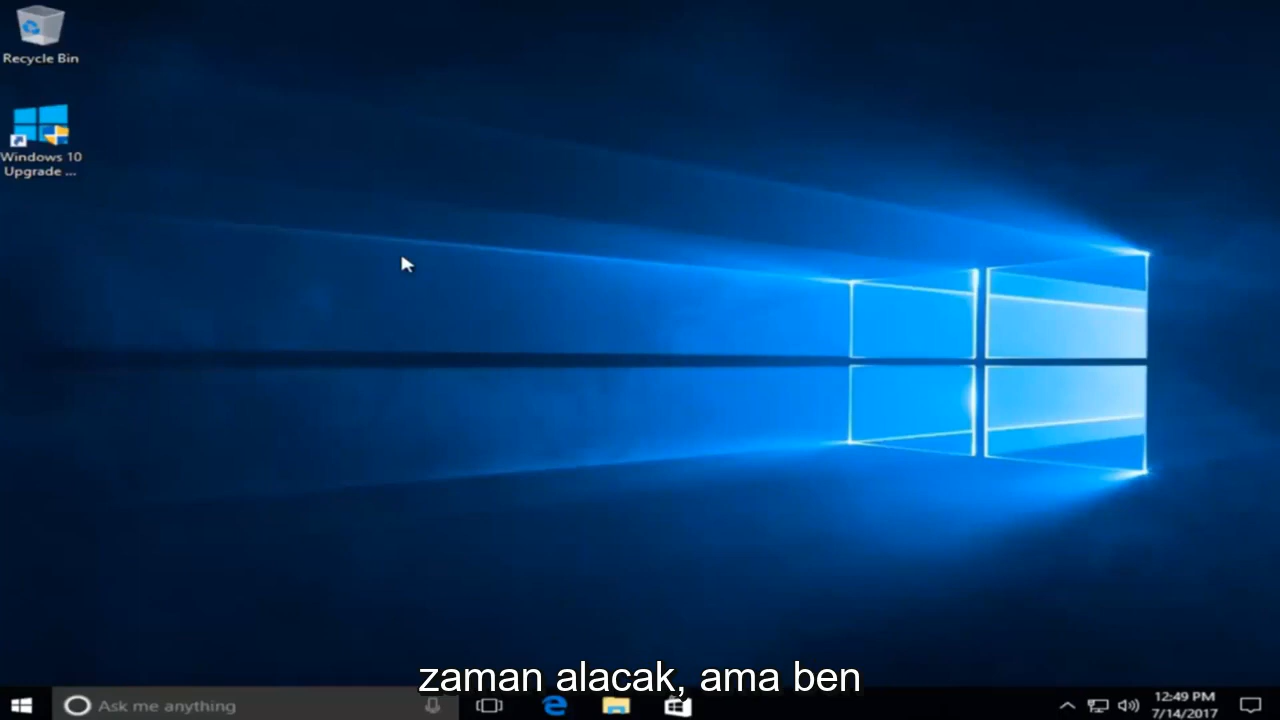 Recycle Bin
Windows 10
Upgrade ...
zaman alacak, ama ben
Ask me anything
12:49 PM
7/14/2017